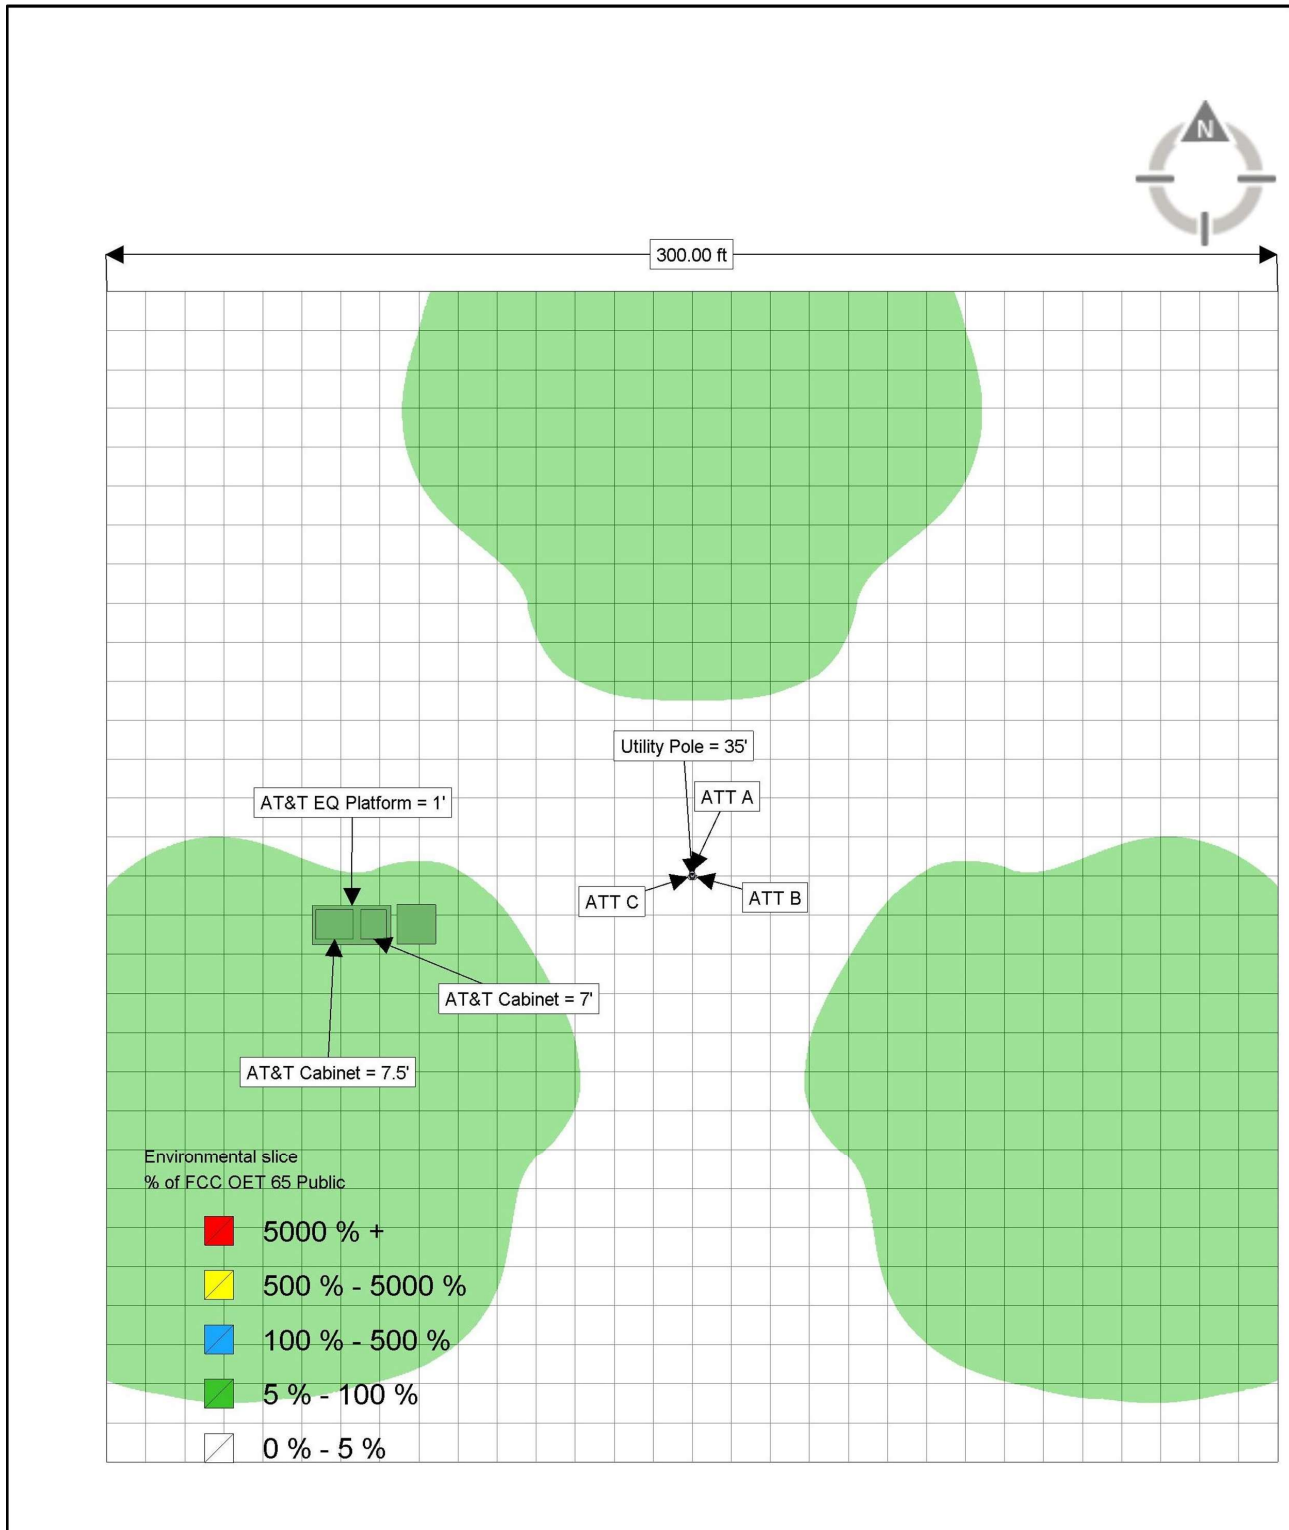 N
300.00 ft
Utility Pole = 35'
ATT A
AT&T EQ Platform = 1'
ATT C
ATT B
AT&T Cabinet = 7'
AT&T Cabinet = 7.5'
Environmental slice
% of FCC OET 65 Public
5000 % +
500 % - 5000 %
100 % - 500 %
5 % - 100 %
0 % - 5 %